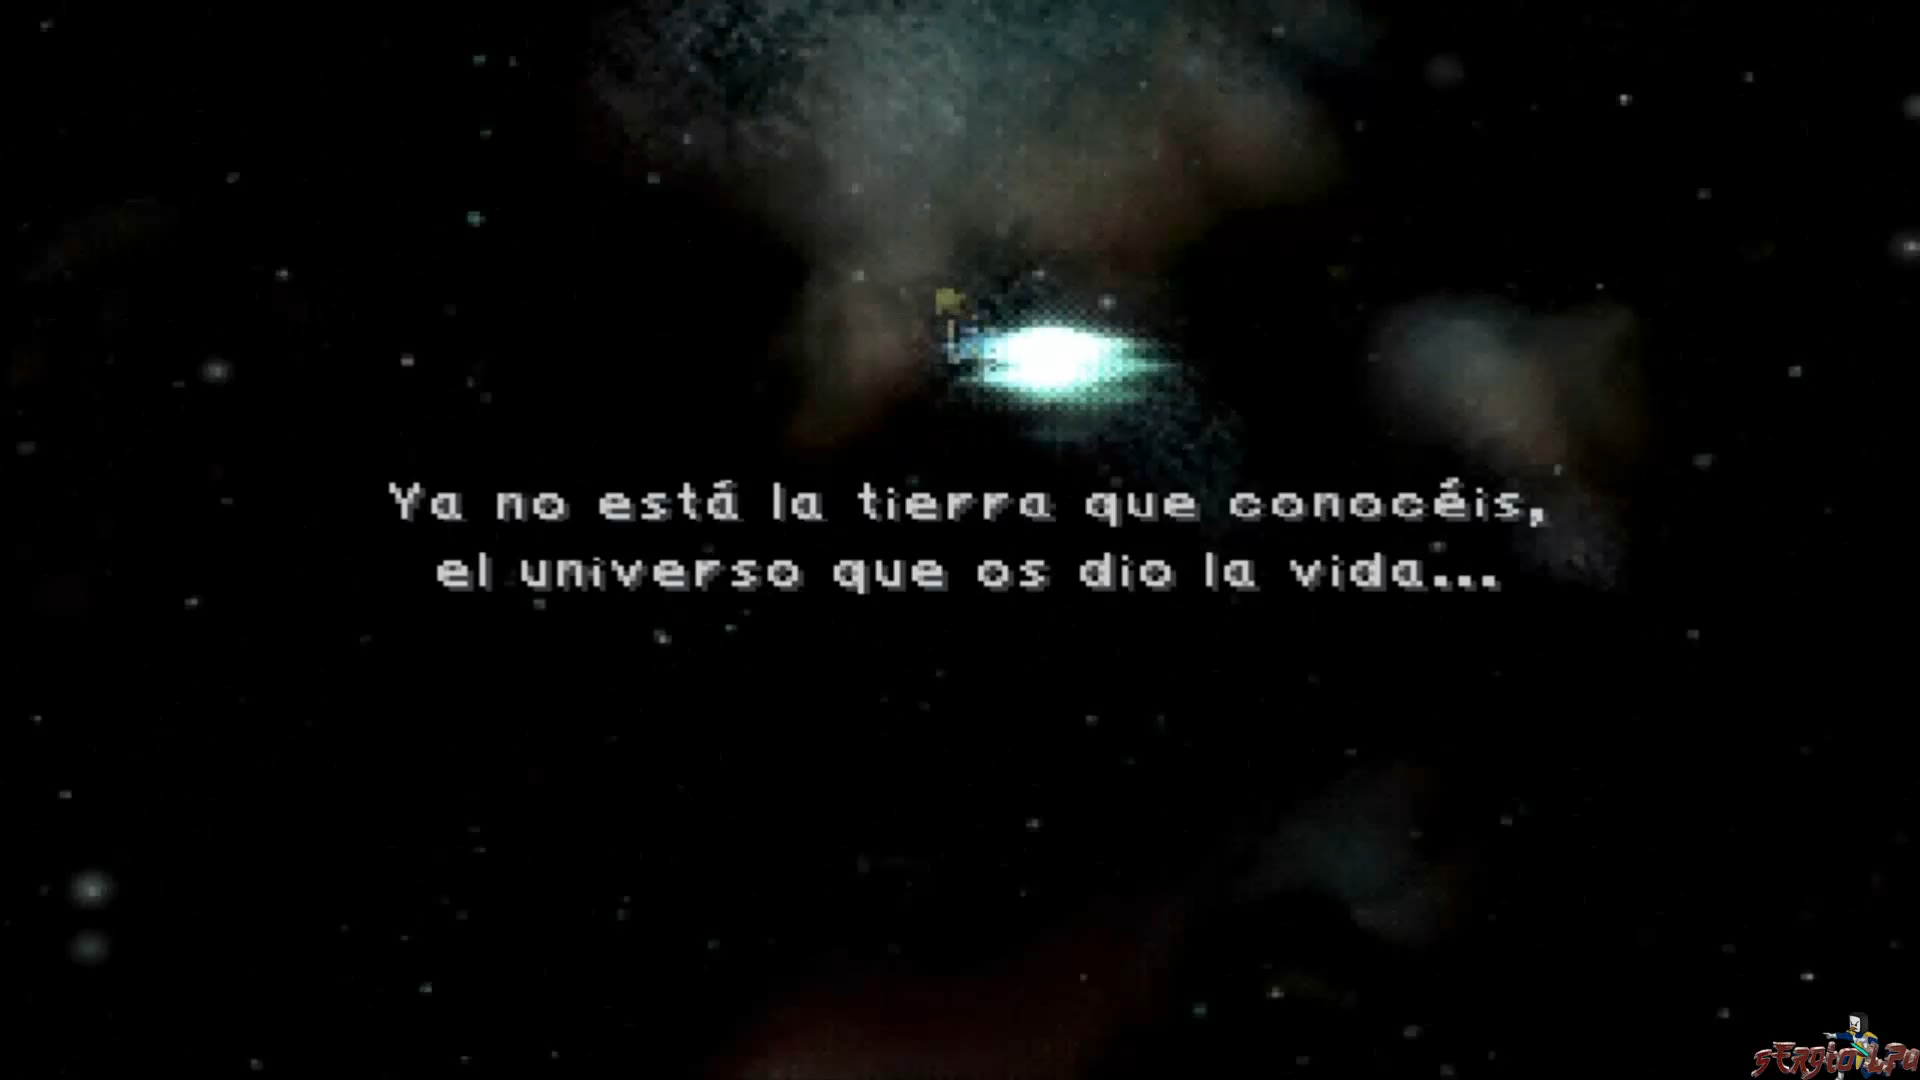 Ya no está la tierra que conocéis,
el universo que os dio la vida...